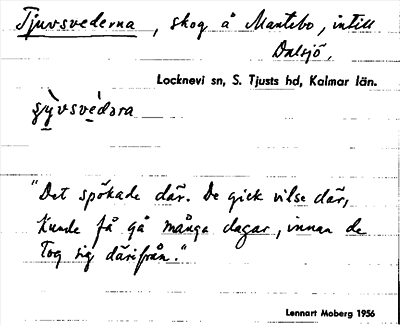 Tjuvsvederna, skog å Mantebo, intill
Dalsjö.
Locknevi sn, S. Tjusts hd, Kalmar län.
"Det spökade där. De gick vilse där,
kunde få gå många dagar, innan de
tog sig därifrån."
Lennart Moberg 1956